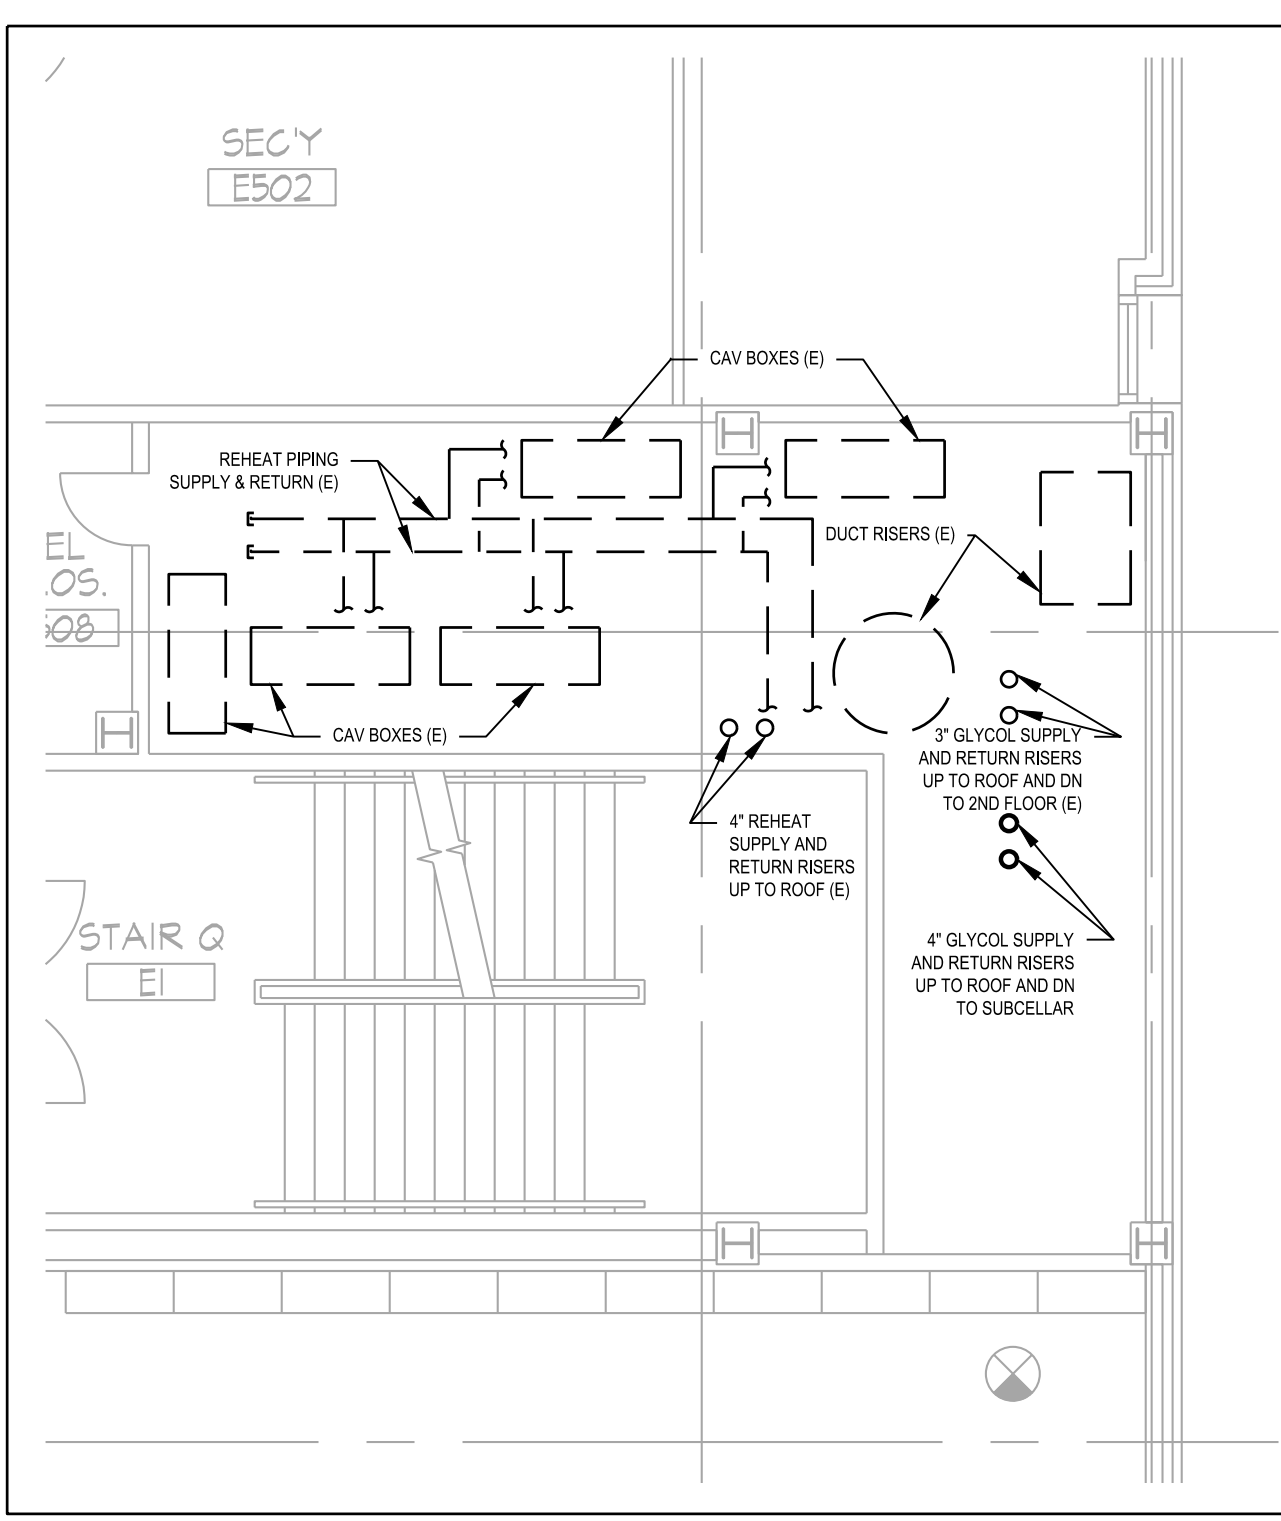 SEC'Y
E502
CAV BOXES (E)
REHEAT PIPING
SUPPLY & RETURN (E)
DUCT RISERS (E)
EL
.OS.
508
CAV BOXES (E)
3" GLYCOL SUPPLY
AND RETURN RISERS
UP TO ROOF AND DN
TO 2ND FLOOR (E)
4" REHEAT
SUPPLY AND
RETURN RISERS
UP TO ROOF (E)
STAIR Q
E1
4" GLYCOL SUPPLY
AND RETURN RISERS
UP TO ROOF AND DN
TO SUBCELLAR